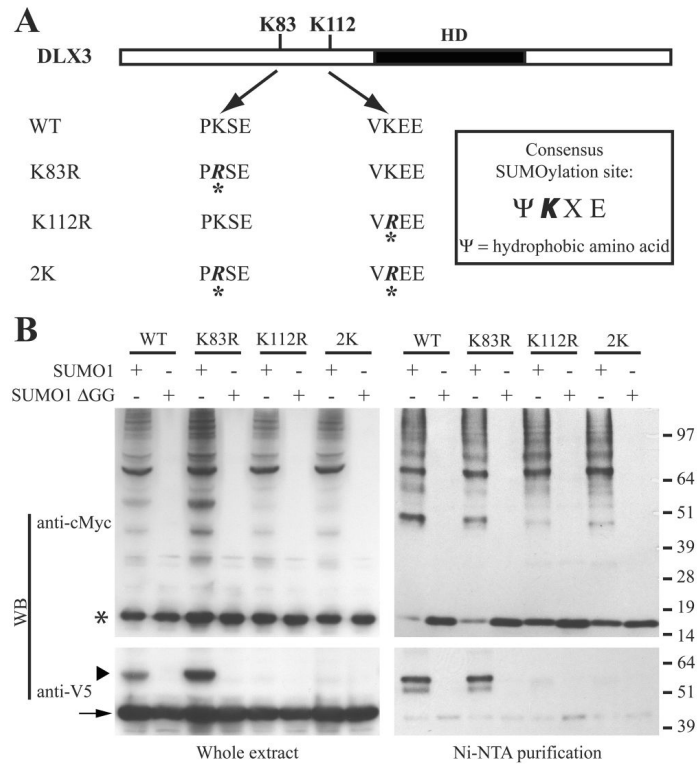 A
K83 K112
DLX3
HD
WT PKSE VKEE
K83R PRSE VKEE
*
K112R PKSE VREE
*
2K PRSE VREE
* *
Consensus
SUMOylation site:
Ψ K X E
Ψ = hydrophobic amino acid
B
WT K83R K112R 2K WT K83R K112R 2K
SUMO1 + - + - + - + - + - + - + - + -
SUMO1 ΔGG - + - + - + - + - + - + - + - +
WB
anti-cMyc
*
anti-V5
97
64
51
39
28
19
14
64
51
39
Whole extract Ni-NTA purification